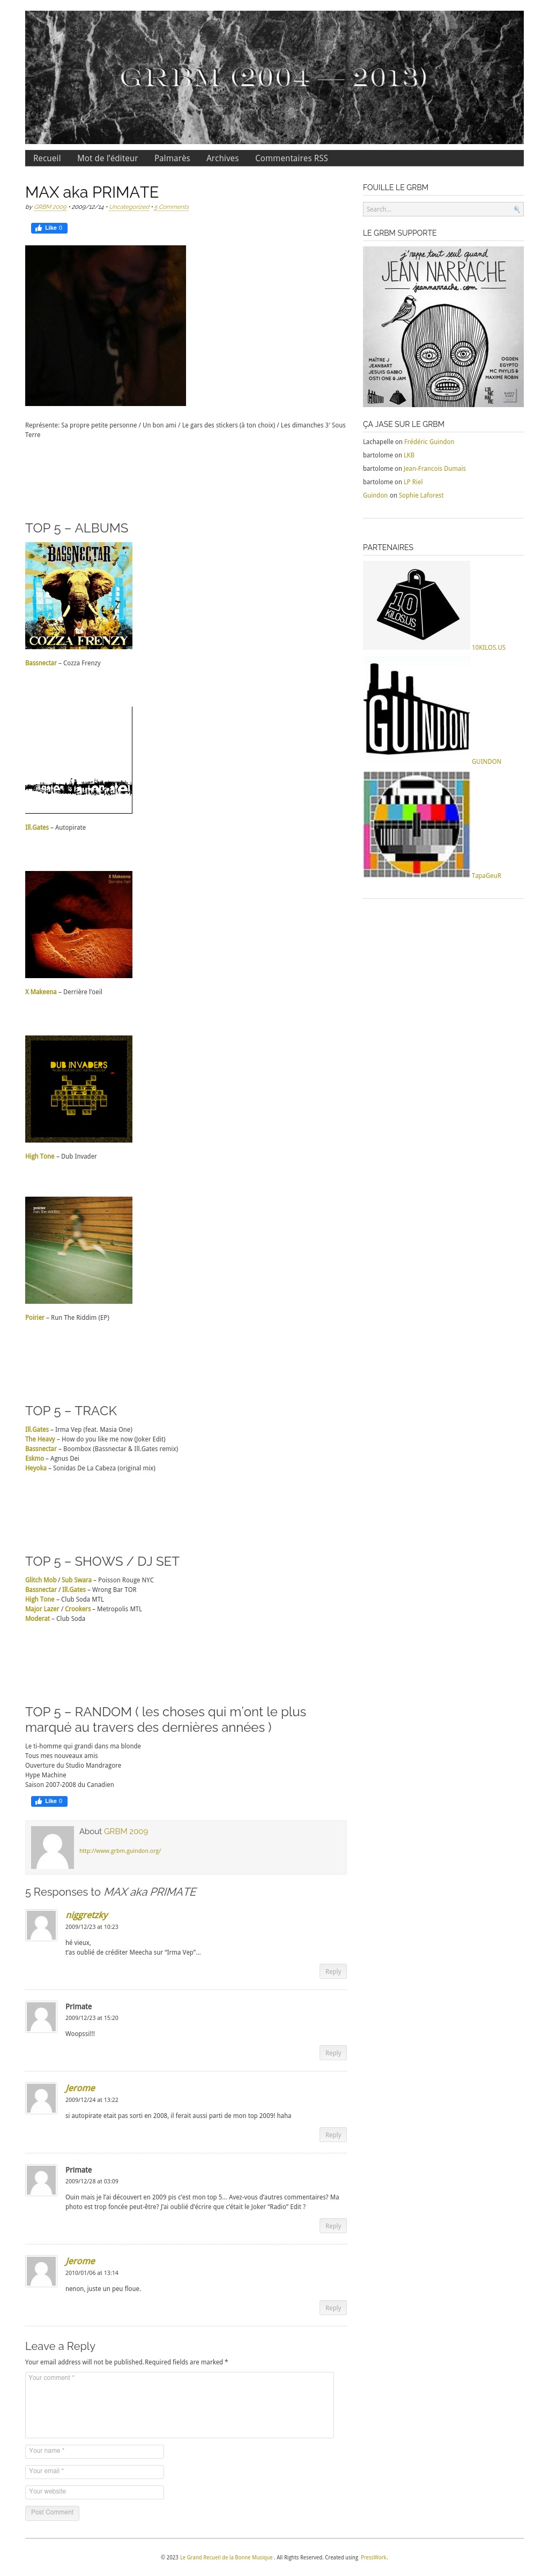 GRBM (2004 — 2013)
Recueil Mot de l'éditeur Palmarès Archives Commentaires RSS
MAX aka PRIMATE
by GRBM 2009 • 2009/12/14 • Uncategorized • 5 Comments
Like 0
Représente: Sa propre petite personne / Un bon ami / Le gars des stickers (à ton choix) / Les dimanches 3' Sous
Terre
TOP 5 – ALBUMS
BASSNECTAR
COZZA FRENZY
Bassnectar – Cozza Frenzy
Ill.Gates – Autopirate
X Makeena
Derrière l'oeil
X Makeena – Derrière l'oeil
DUB INVADERS
High Tone – Dub Invader
poirier
run the riddim
Poirier – Run The Riddim (EP)
TOP 5 – TRACK
Ill.Gates – Irma Vep (feat. Masia One)
The Heavy – How do you like me now (Joker Edit)
Bassnectar – Boombox (Bassnectar & Ill.Gates remix)
Eskmo – Agnus Dei
Heyoka – Sonidas De La Cabeza (original mix)
TOP 5 – SHOWS / DJ SET
Glitch Mob / Sub Swara – Poisson Rouge NYC
Bassnectar / Ill.Gates – Wrong Bar TOR
High Tone – Club Soda MTL
Major Lazer / Crookers – Metropolis MTL
Moderat – Club Soda
TOP 5 – RANDOM ( les choses qui m'ont le plus
marqué au travers des dernières années )
Le ti-homme qui grandi dans ma blonde
Tous mes nouveaux amis
Ouverture du Studio Mandragore
Hype Machine
Saison 2007-2008 du Canadien
Like 0
About GRBM 2009
http://www.grbm.guindon.org/
5 Responses to MAX aka PRIMATE
niggretzky
2009/12/23 at 10:23
hé vieux,
t'as oublié de créditer Meecha sur "Irma Vep"...
Reply
Primate
2009/12/23 at 15:20
Woopssi!!!
Reply
Jerome
2009/12/24 at 13:22
si autopirate etait pas sorti en 2008, il ferait aussi parti de mon top 2009! haha
Reply
Primate
2009/12/28 at 03:09
Ouin mais je l'ai découvert en 2009 pis c'est mon top 5... Avez-vous d'autres commentaires? Ma
photo est trop foncée peut-être? J'ai oublié d'écrire que c'était le Joker "Radio" Edit ?
Reply
Jerome
2010/01/06 at 13:14
nenon, juste un peu floue.
Reply
Leave a Reply
Your email address will not be published. Required fields are marked *
Your comment *
Your name *
Your email *
Your website
Post Comment
FOUILLE LE GRBM
Search...
LE GRBM SUPPORTE
j'rappe tout seul quand
JEAN NARRACHE
jeannarrache.com
MAITRE J
JEANBART
JESUIS GABBO
OSTI ONE & JAM
OGDEN
EGYPTO
MC PHYLIS &
MAXIME ROBIN
ÇA JASE SUR LE GRBM
Lachapelle on Frédéric Guindon
bartolome on LKB
bartolome on Jean-Francois Dumais
bartolome on LP Riel
Guindon on Sophie Laforest
PARTENAIRES
10
KILOS.US
10KILOS.US
GUINDON
GUINDON
TapaGeuR
© 2023 Le Grand Recueil de la Bonne Musique . All Rights Reserved. Created using PressWork.